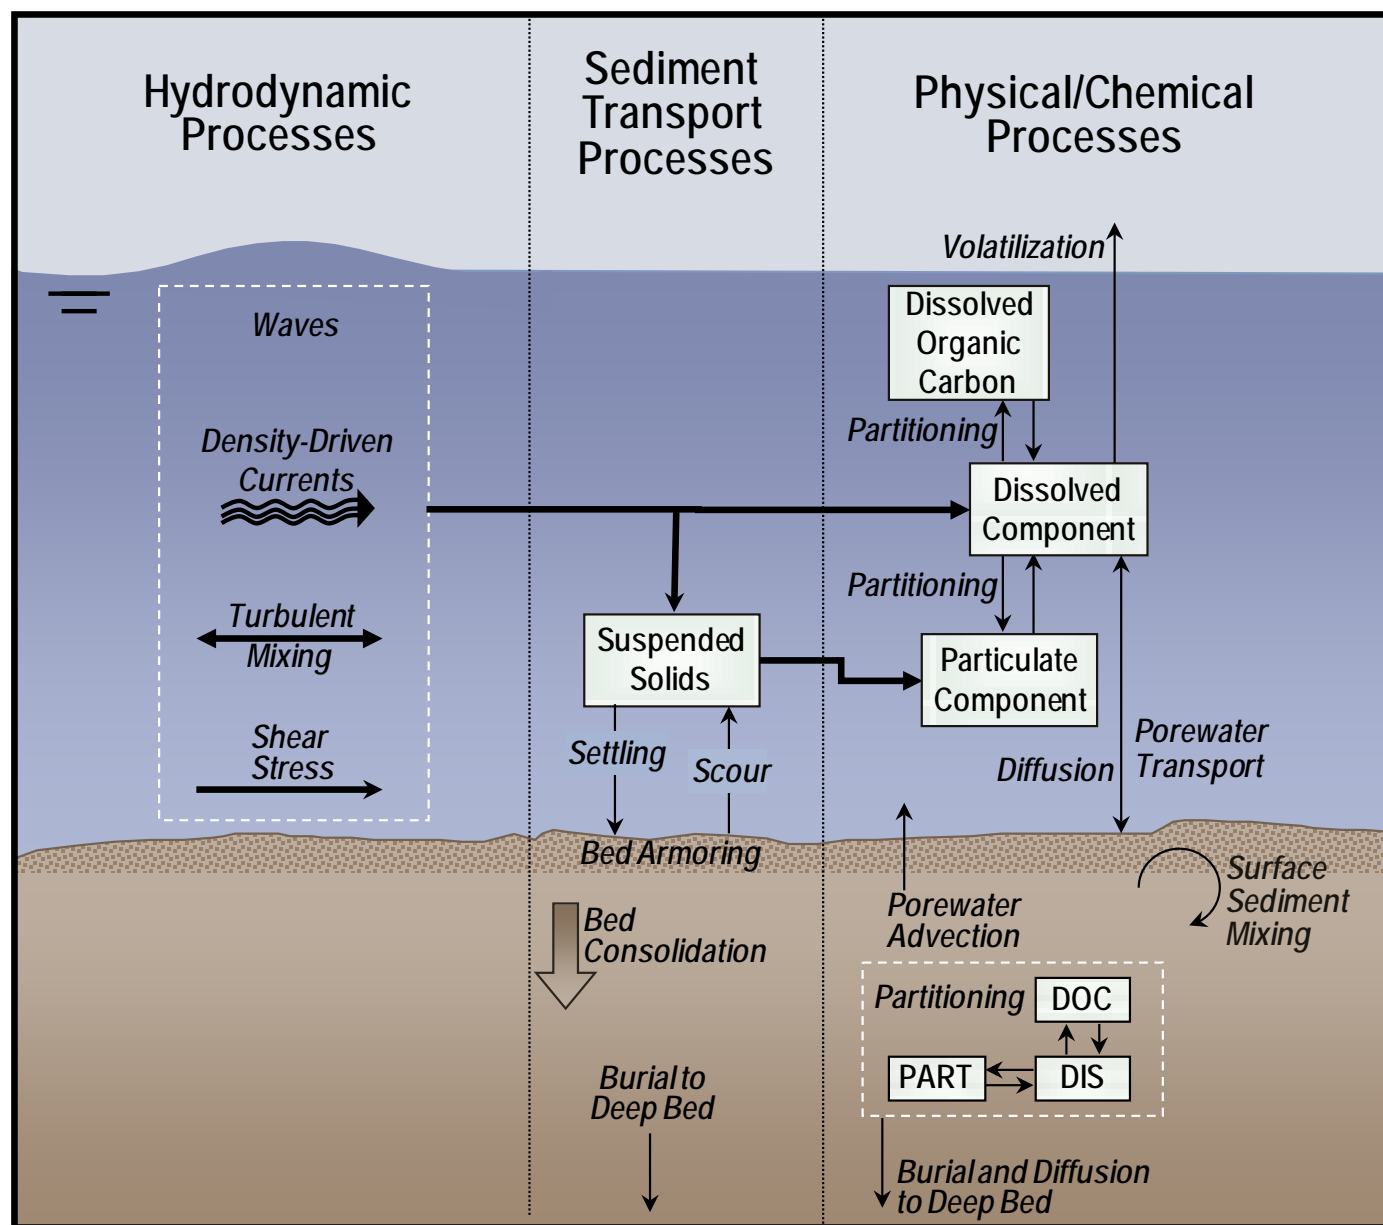 Hydrodynamic
Processes
Sediment
Transport
Processes
Physical/Chemical
Processes
Waves
Density-Driven
Currents
Turbulent
Mixing
Shear
Stress
Suspended
Solids
Settling
Scour
Bed Armoring
Bed
Consolidation
Burial to
Deep Bed
Volatilization
Dissolved
Organic
Carbon
Partitioning
Dissolved
Component
Partitioning
Particulate
Component
Diffusion
Porewater
Transport
Porewater
Advection
Surface
Sediment
Mixing
Partitioning
DOC
PART
DIS
Burial and Diffusion
to Deep Bed